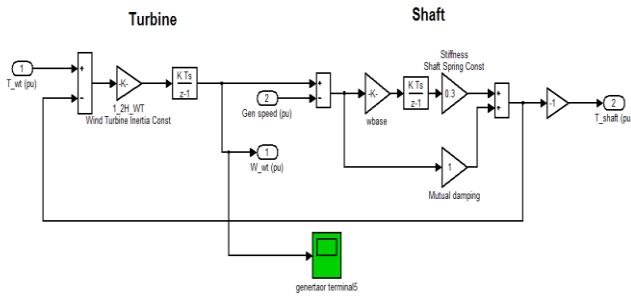 Turbine
Shaft
1
T_wt (pu)
+
-
-K-
1_2H_WT
Wind Turbine Inertia Const
K Ts
z-1
2
Gen speed (pu)
+
-
-K-
wbase
K Ts
z-1
Stiffness
Shaft Spring Const
0.3
+
+
-1
2
T_shaft (pu
1
W_wt (pu)
1
Mutual damping
genertaor terminal5